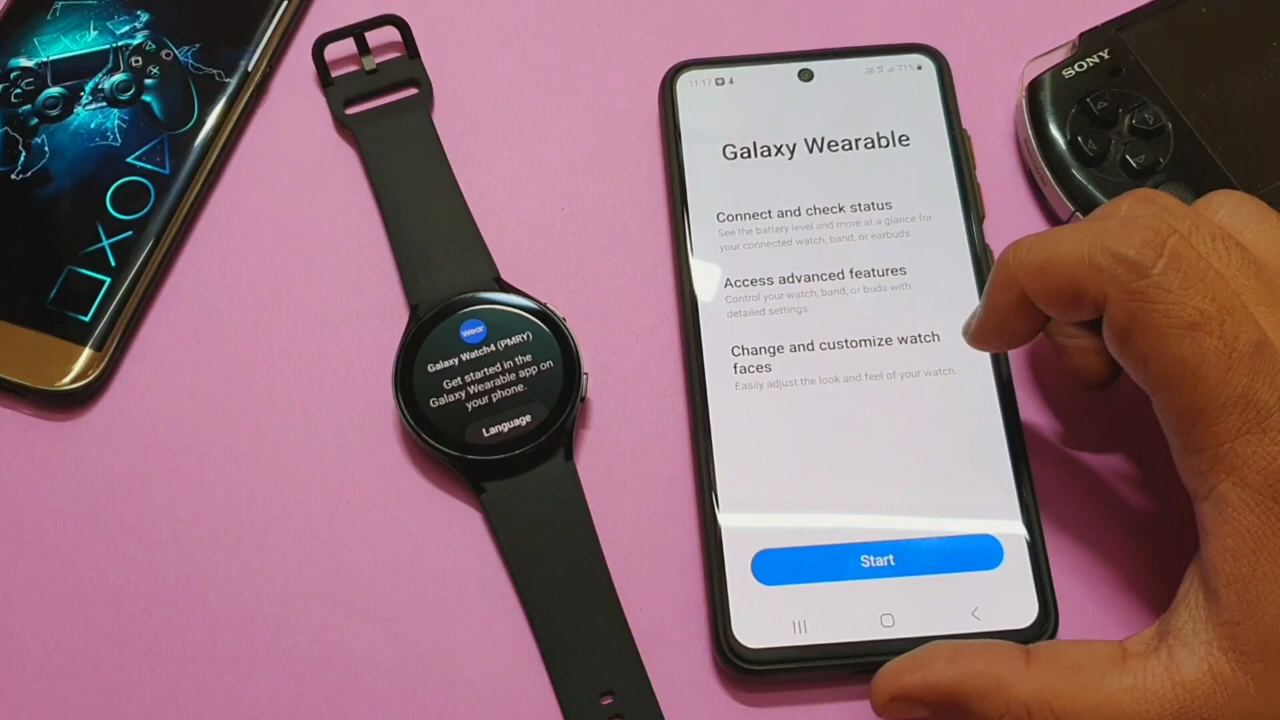 Wear
Galaxy Watch4 (PMRY)
Get started in the
Galaxy Wearable app on
your phone.
Language
11:17
71%
Galaxy Wearable
Connect and check status
See the battery level and more at a glance for
your connected watch, band, or earbuds.
Access advanced features
Control your watch, band, or buds with
detailed settings.
Change and customize watch
faces
Easily adjust the look and feel of your watch.
Start
SONY